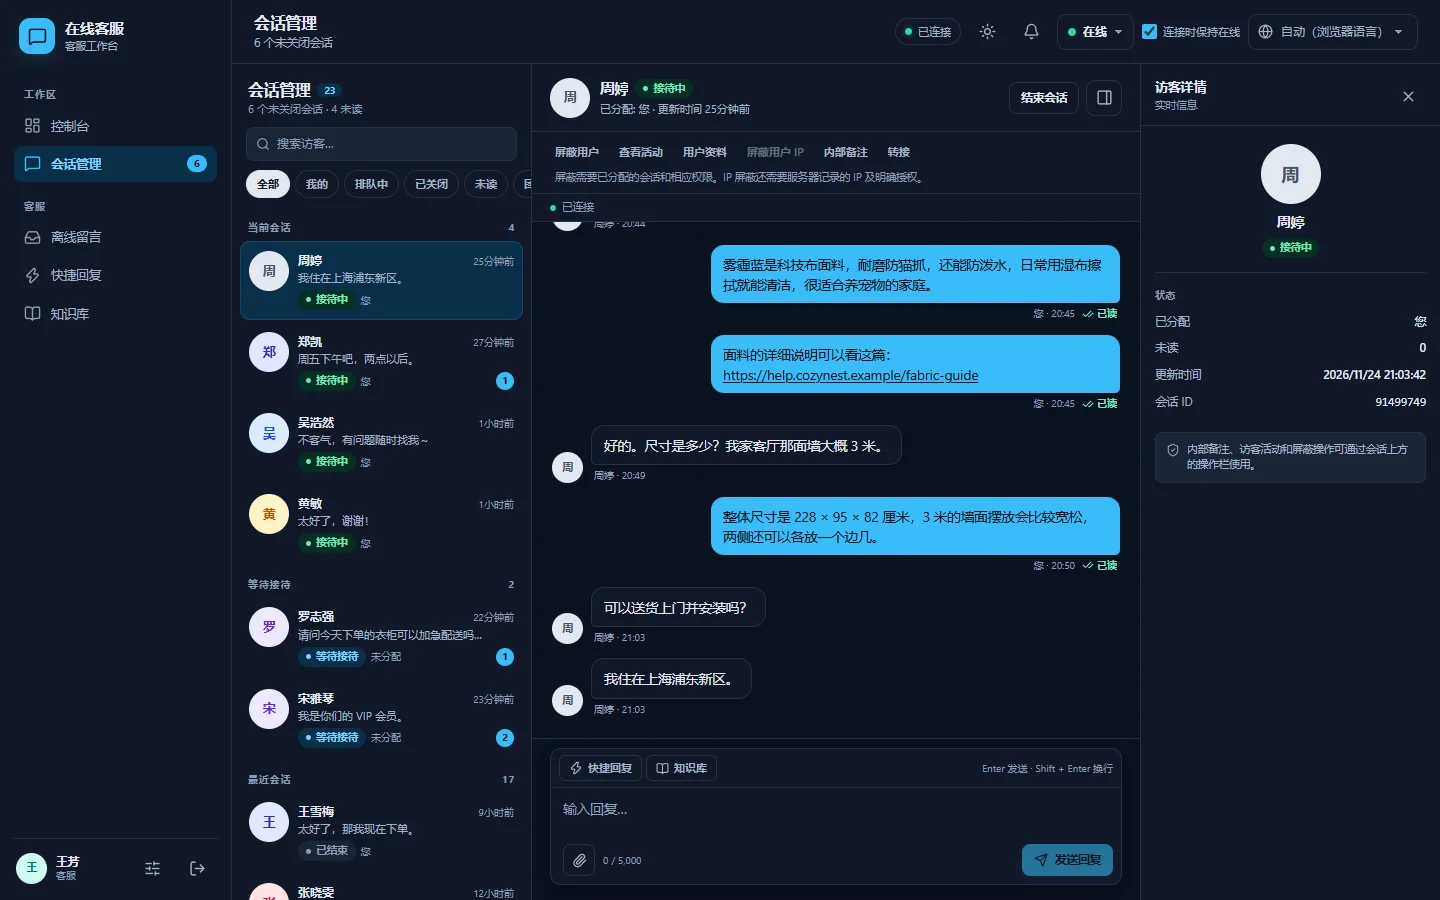 在线客服
客服工作台
工作区
控制台
会话管理
6
客服
离线留言
快捷回复
知识库
王
王芳
客服
会话管理
6 个未关闭会话
已连接
在线
连接时保持在线
自动（浏览器语言）
会话管理 23
6 个未关闭会话 · 4 未读
搜索访客...
全部
我的
排队中
已关闭
未读
当前会话
4
周
周婷
25分钟前
我住在上海浦东新区。
接待中
您
郑
郑凯
27分钟前
周五下午吧，两点以后。
接待中
您
1
吴
吴浩然
1小时前
不客气，有问题随时找我～
接待中
您
黄
黄敏
1小时前
太好了，谢谢！
接待中
您
等待接待
2
罗
罗志强
22分钟前
请问今天下单的衣柜可以加急配送吗...
等待接待
未分配
1
宋
宋雅琴
23分钟前
我是你们的 VIP 会员。
等待接待
未分配
2
最近会话
17
王
王雪梅
9小时前
太好了，那我现在下单。
已结束
您
张晓雯
12小时前
周
周婷
接待中
已分配: 您 · 更新时间 25分钟前
结束会话
屏蔽用户
查看活动
用户资料
屏蔽用户 IP
内部备注
转接
屏蔽需要已分配的会话和相应权限。IP 屏蔽还需要服务器记录的 IP 及明确授权。
已连接
周婷 · 20:44
雾霾蓝是科技布面料，耐磨防猫抓，还能防泼水，日常用湿布擦
拭就能清洁，很适合养宠物的家庭。
您 · 20:45 已读
面料的详细说明可以看这篇：
https://help.cozynest.example/fabric-guide
您 · 20:45 已读
好的。尺寸是多少？我家客厅那面墙大概 3 米。
周
周婷 · 20:49
整体尺寸是 228 × 95 × 82 厘米，3 米的墙面摆放会比较宽松，
两侧还可以各放一个边几。
您 · 20:50 已读
可以送货上门并安装吗？
周
周婷 · 21:03
我住在上海浦东新区。
周
周婷 · 21:03
快捷回复
知识库
Enter 发送 · Shift + Enter 换行
输入回复...
0 / 5,000
发送回复
访客详情
实时信息
周
周婷
接待中
状态
已分配
您
未读
0
更新时间
2026/11/24 21:03:42
会话 ID
91499749
内部备注、访客活动和屏蔽操作可通过会话上方
的操作栏使用。